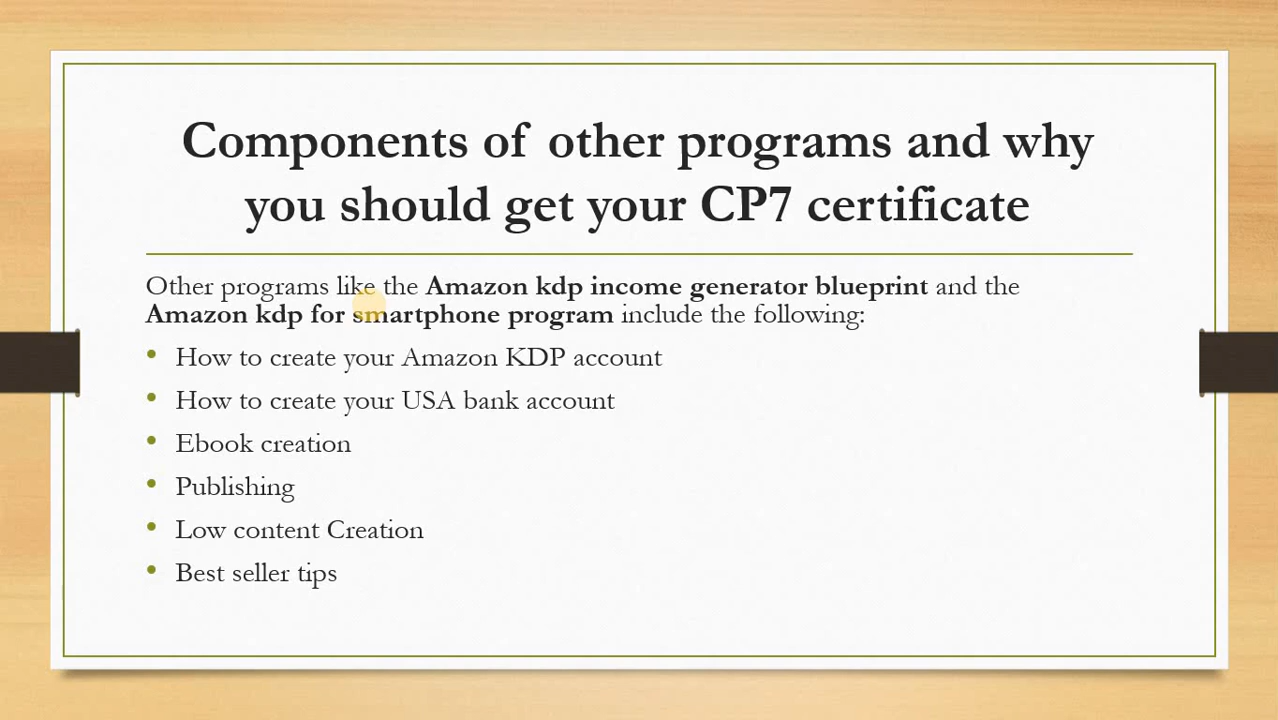 Components of other programs and why
you should get your CP7 certificate
Other programs like the Amazon kdp income generator blueprint and the
Amazon kdp for smartphone program include the following:
• How to create your Amazon KDP account
• How to create your USA bank account
• Ebook creation
• Publishing
• Low content Creation
• Best seller tips